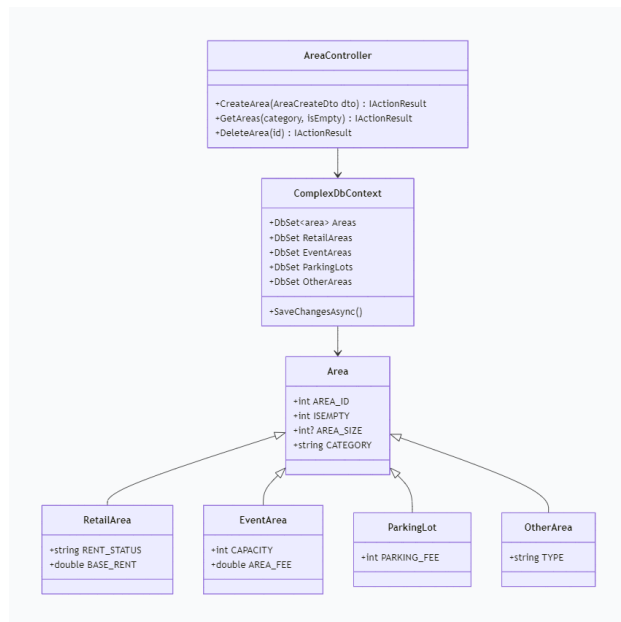 AreaController
+CreateArea(AreaCreateDto dto) : IActionResult
+GetAreas(category, isEmpty) : IActionResult
+DeleteArea(id) : IActionResult
ComplexDbContext
+DbSet<area> Areas
+DbSet RetailAreas
+DbSet EventAreas
+DbSet ParkingLots
+DbSet OtherAreas
+SaveChangesAsync()
Area
+int AREA_ID
+int ISEMPTY
+int? AREA_SIZE
+string CATEGORY
RetailArea
+string RENT_STATUS
+double BASE_RENT
EventArea
+int CAPACITY
+double AREA_FEE
ParkingLot
+int PARKING_FEE
OtherArea
+string TYPE